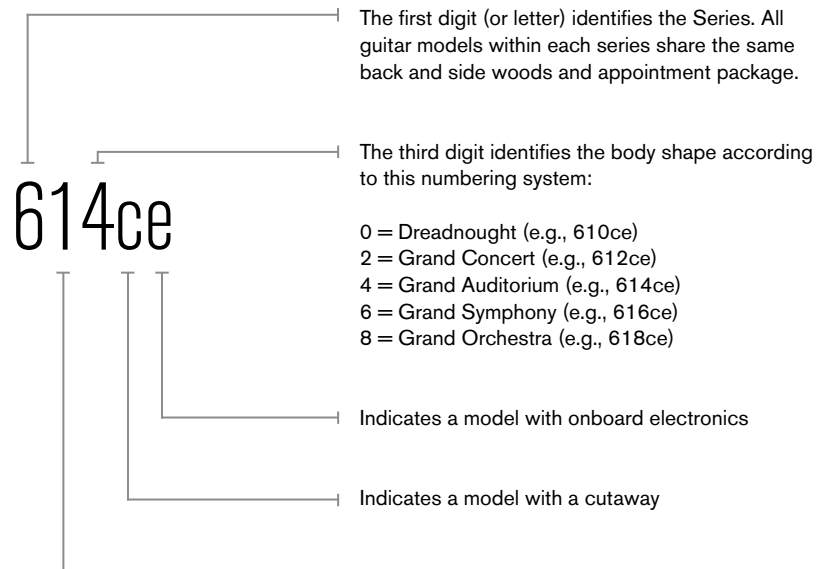 The first digit (or letter) identifies the Series. All
guitar models within each series share the same
back and side woods and appointment package.
The third digit identifies the body shape according
to this numbering system:
614ce
0 = Dreadnought (e.g., 610ce)
2 = Grand Concert (e.g., 612ce)
4 = Grand Auditorium (e.g., 614ce)
6 = Grand Symphony (e.g., 616ce)
8 = Grand Orchestra (e.g., 618ce)
Indicates a model with onboard electronics
Indicates a model with a cutaway